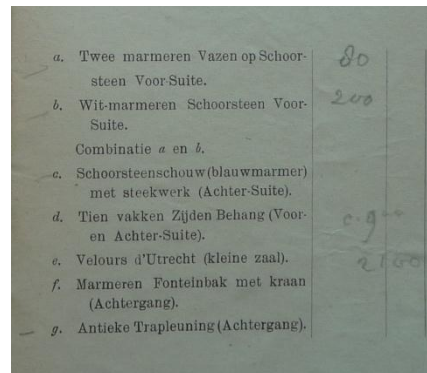 a. Twee marmeren Vazen op Schoor- 80
steen Voor-Suite.
b. Wit-marmeren Schoorsteen Voor- 200
Suite.
Combinatie a en b.
c. Schoorsteenschouw (blauwmarmer)
met steekwerk (Achter-Suite).
d. Tien vakken Zijden Behang (Voor-
en Achter-Suite).
e. Velours d'Utrecht (kleine zaal).
f. Marmeren Fonteinbak met kraan
(Achtergang).
g. Antieke Trapleuning (Achtergang).